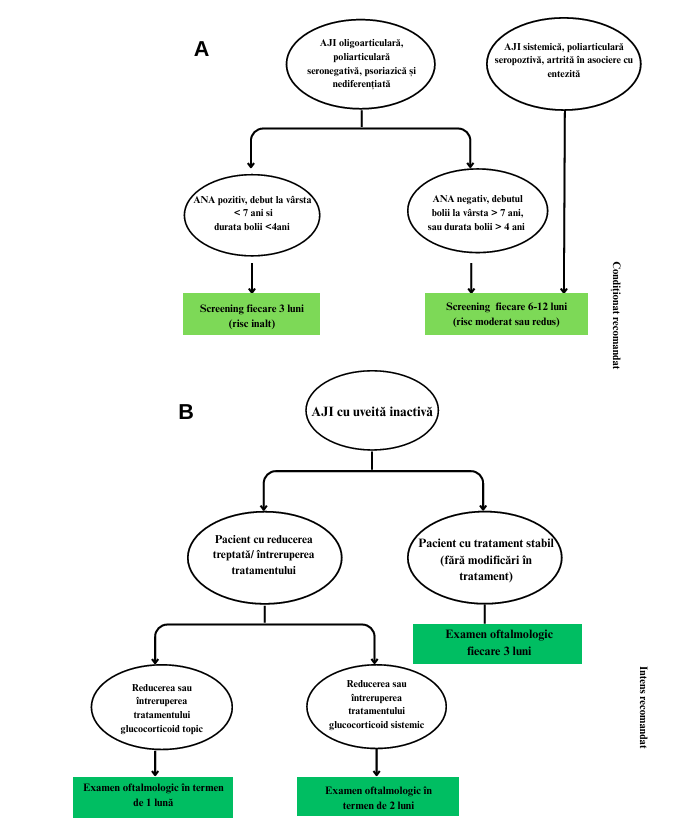 A
AJI oligoarticulară,
poliarticulară
seronegativă, psoriazică și
nediferențiată
AJI sistemică, poliarticulară
seropoztivă, artrită în asociere cu
entezită
ANA pozitiv, debut la vârsta
< 7 ani si
durata bolii <4ani
ANA negativ, debutul
bolii la vârsta > 7 ani,
sau durata bolii > 4 ani
Screening fiecare 3 luni
(risc inalt)
Screening fiecare 6-12 luni
(risc moderat sau redus)
Condiționat recomandat
B
AJI cu uveită inactivă
Pacient cu reducerea
treptată/ întreruperea
tratamentului
Pacient cu tratament stabil
(fără modificări în
tratament)
Examen oftalmologic
fiecare 3 luni
Reducerea sau
întreruperea
tratamentului
glucocorticoid topic
Reducerea sau
întreruperea
tratamentului
glucocorticoid sistemic
Examen oftalmologic în termen
de 1 lună
Examen oftalmologic în
termen de 2 luni
Intens recomandat